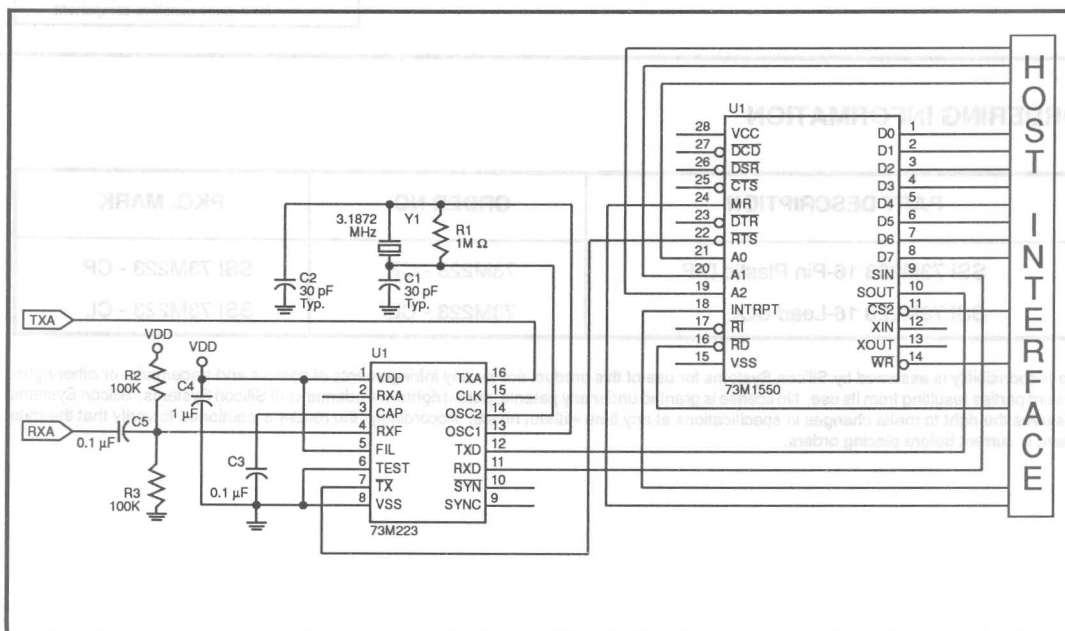 HOST INTERFACE
U1
28 VCC D0 1
27 DCD D1 2
26 DSR D2 3
25 CTS D3 4
24 MR D4 5
23 DTR D5 6
22 RTS D6 7
21 A0 D7 8
20 A1 SIN 9
19 A2 SOUT 10
18 INTRPT CS2 11
17 RI XIN 12
16 RD XOUT 13
15 VSS WR 14
73M1550
3.1872 MHz
Y1
R1
1M Ω
C2
30 pF
Typ.
C1
30 pF
Typ.
TXA
VDD
VDD
R2
100K
C4
1 µF
RXA
C5
0.1 µF
R3
100K
C3
0.1 µF
U1
1 VDD TXA 16
2 RXA CLK 15
3 CAP OSC2 14
4 RXF OSC1 13
5 FIL TXD 12
6 TEST RXD 11
7 TX SYN 10
8 VSS SYNC 9
73M223